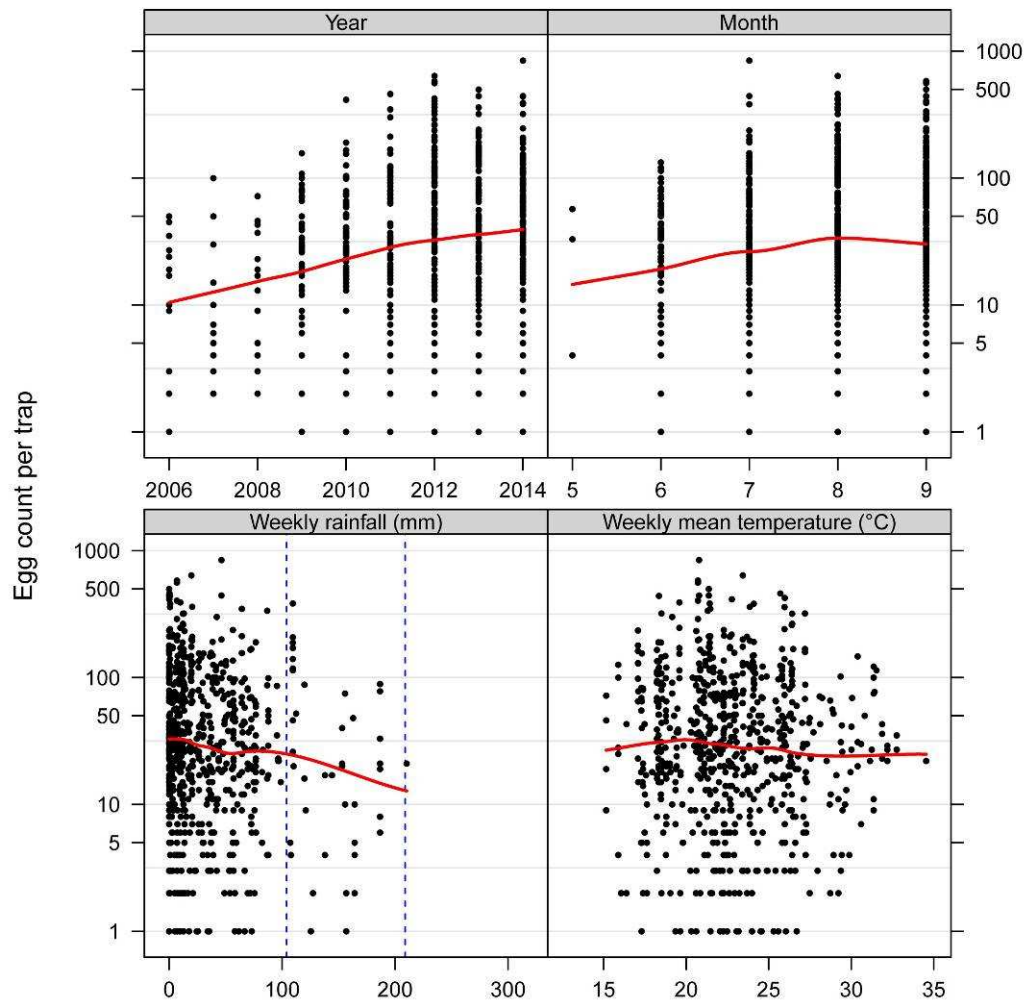 Year
Month
1000
500
100
50
10
5
1
2006 2008 2010 2012 2014
5 6 7 8 9
Egg count per trap
Weekly rainfall (mm)
Weekly mean temperature (°C)
1000
500
100
50
10
5
1
0 100 200 300
15 20 25 30 35